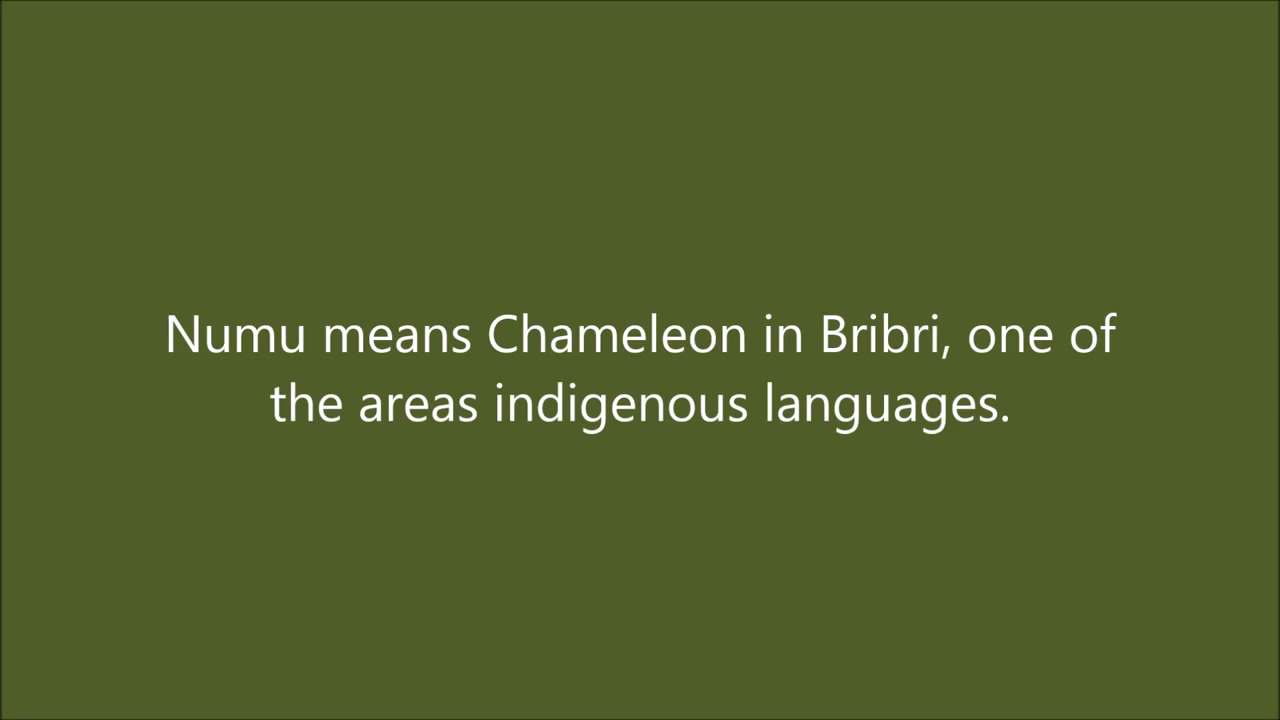 Numu means Chameleon in Bribri, one of
the areas indigenous languages.